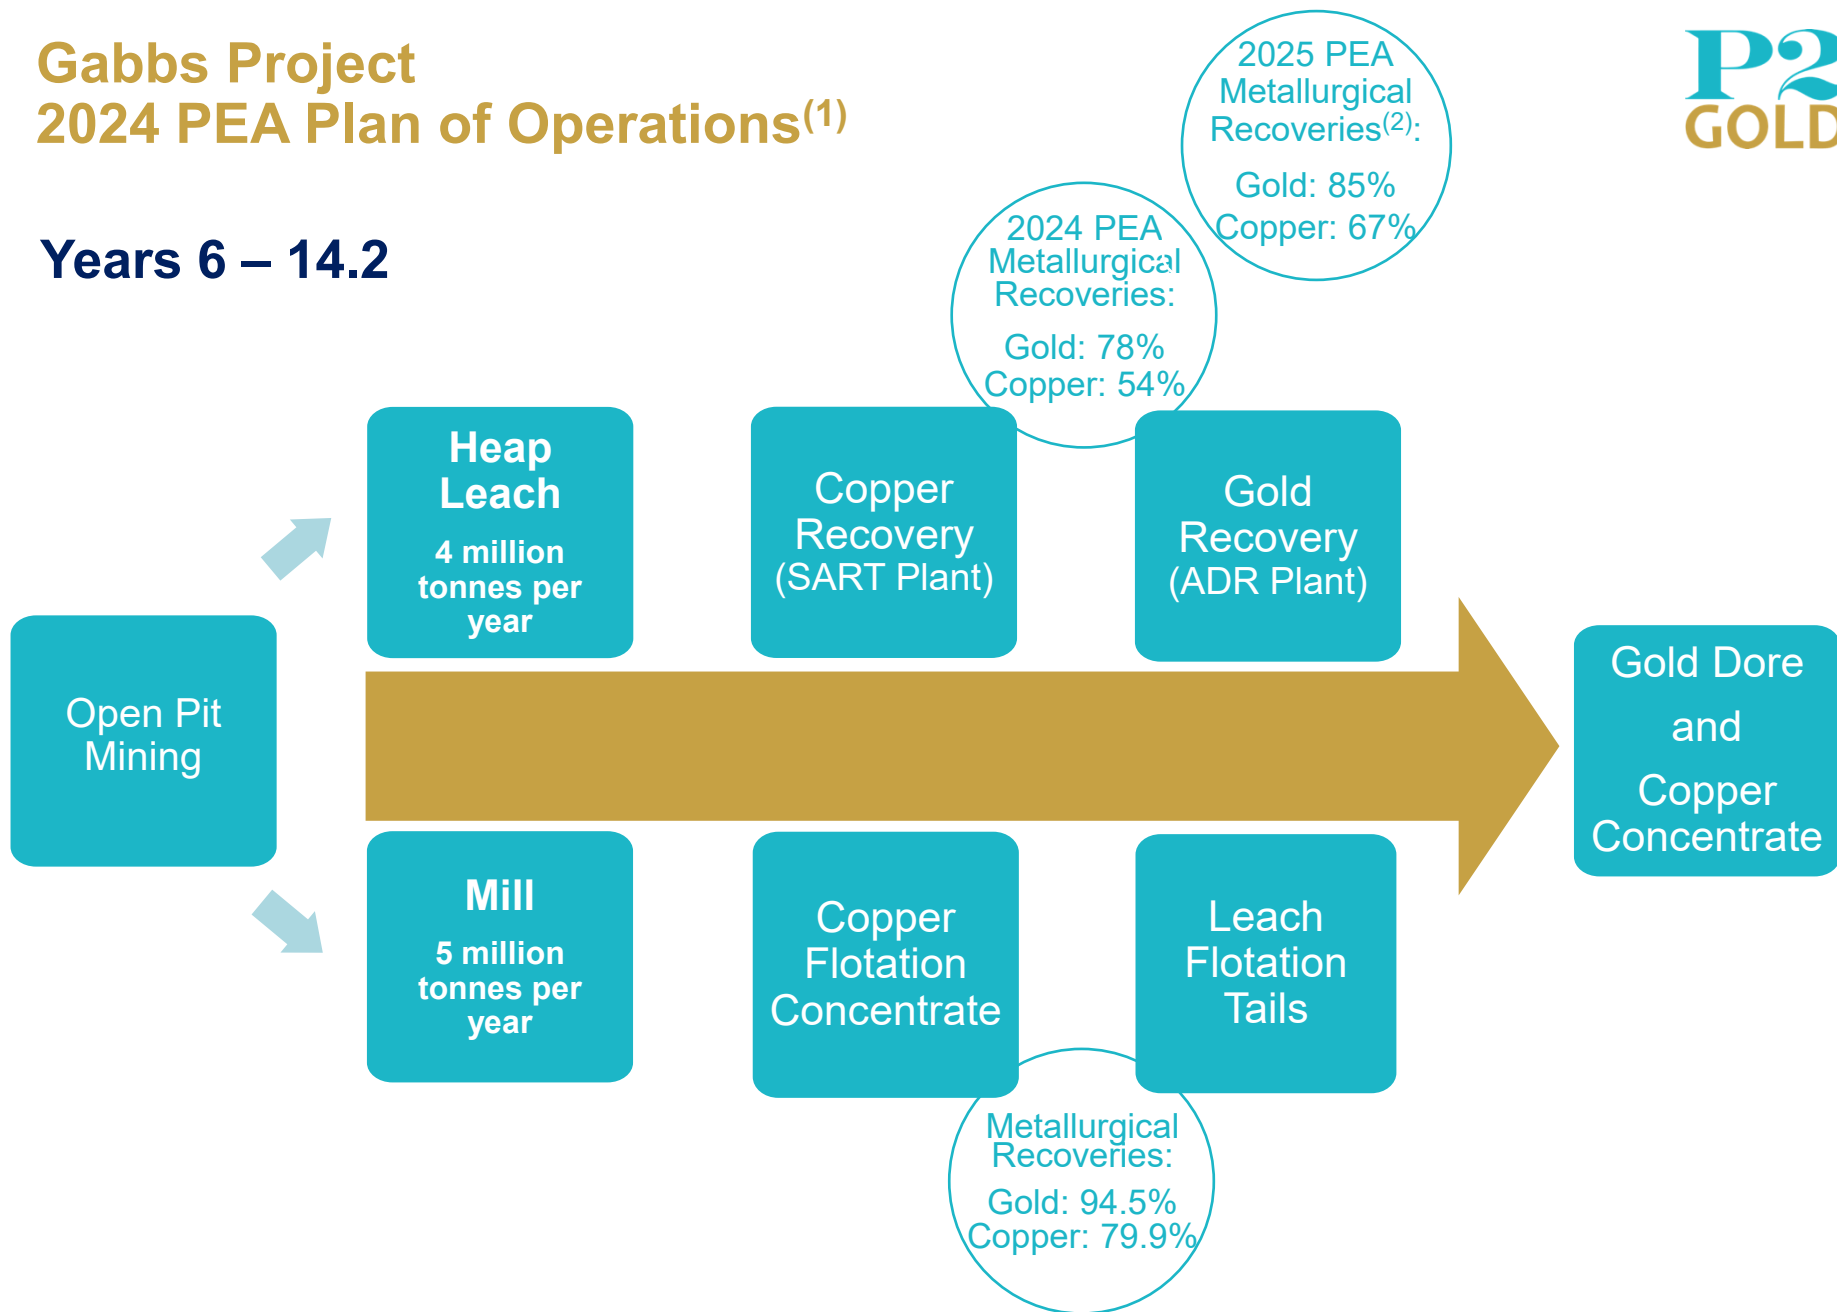 Gabbs Project
2024 PEA Plan of Operations(1)
P2
GOLD
Years 6 – 14.2
2025 PEA
Metallurgical
Recoveries(2):
Gold: 85%
Copper: 67%
2024 PEA
Metallurgical
Recoveries:
Gold: 78%
Copper: 54%
Open Pit
Mining
Heap
Leach
4 million
tonnes per
year
Copper
Recovery
(SART Plant)
Gold
Recovery
(ADR Plant)
Mill
5 million
tonnes per
year
Copper
Flotation
Concentrate
Leach
Flotation
Tails
Metallurgical
Recoveries:
Gold: 94.5%
Copper: 79.9%
Gold Dore
and
Copper
Concentrate